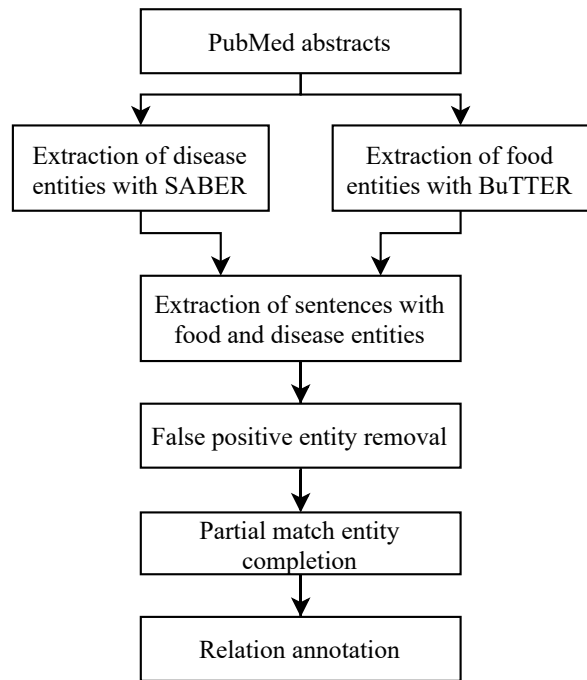 PubMed abstracts
Extraction of disease
entities with SABER
Extraction of food
entities with BuTTER
Extraction of sentences with
food and disease entities
False positive entity removal
Partial match entity
completion
Relation annotation